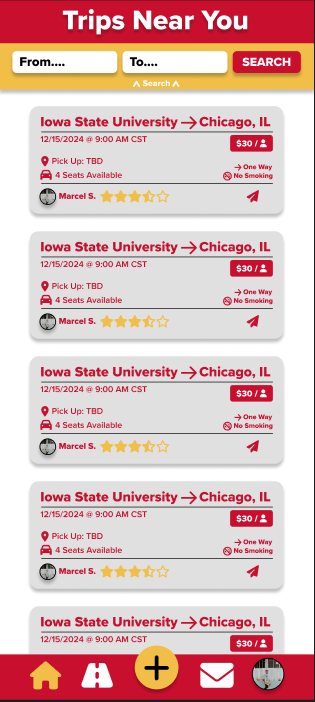 Trips Near You
From.... To.... SEARCH
Search
Iowa State University Chicago, IL
12/15/2024 @ 9:00 AM CST
$30 /
Pick Up: TBD
One Way
4 Seats Available
No Smoking
Marcel S.
Iowa State University Chicago, IL
12/15/2024 @ 9:00 AM CST
$30 /
Pick Up: TBD
One Way
4 Seats Available
No Smoking
Marcel S.
Iowa State University Chicago, IL
12/15/2024 @ 9:00 AM CST
$30 /
Pick Up: TBD
One Way
4 Seats Available
No Smoking
Marcel S.
Iowa State University Chicago, IL
12/15/2024 @ 9:00 AM CST
$30 /
Pick Up: TBD
One Way
4 Seats Available
No Smoking
Marcel S.
Iowa State University Chicago, IL
12/15/2024 @ 9:00 AM CST
$30 /